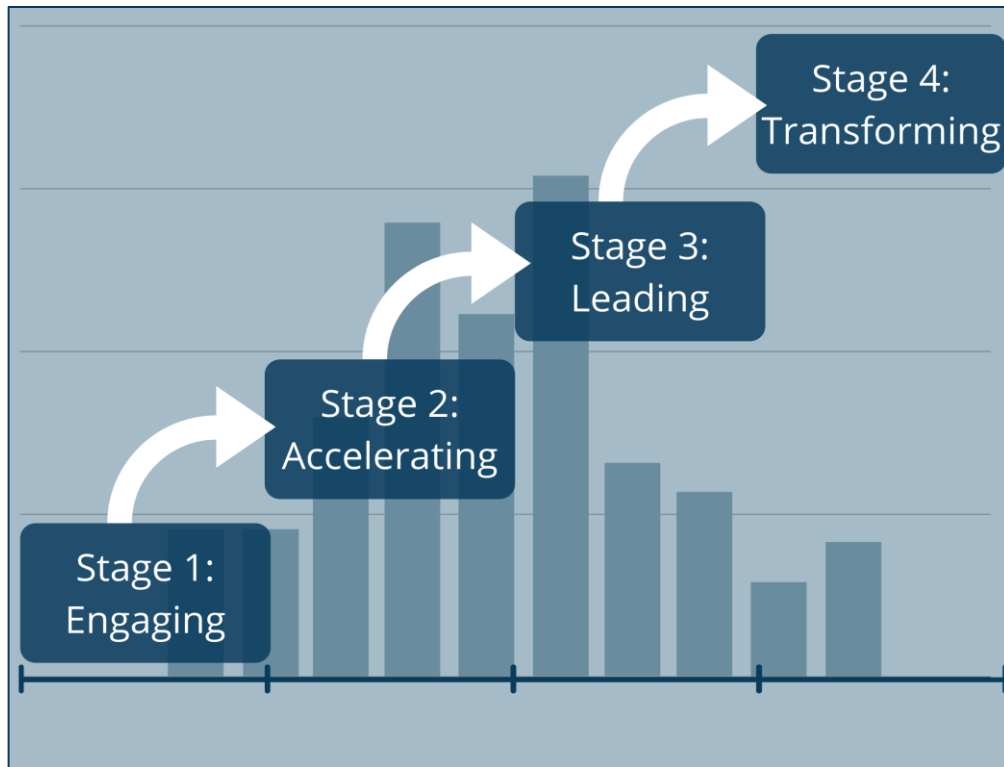 Stage 4:
Transforming
Stage 3:
Leading
Stage 2:
Accelerating
Stage 1:
Engaging